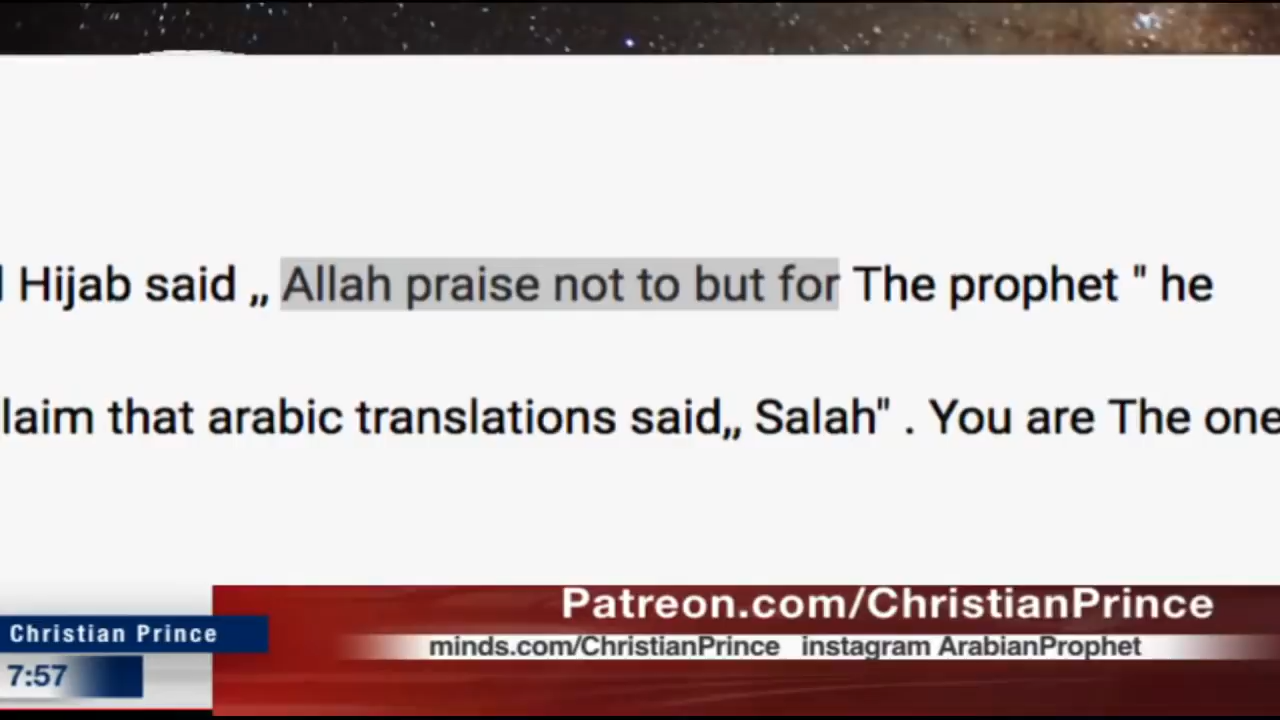 Hijab said ,, Allah praise not to but for The prophet " he
laim that arabic translations said,, Salah" . You are The one
Patreon.com/ChristianPrince
Christian Prince
minds.com/ChristianPrince instagram ArabianProphet
7:57